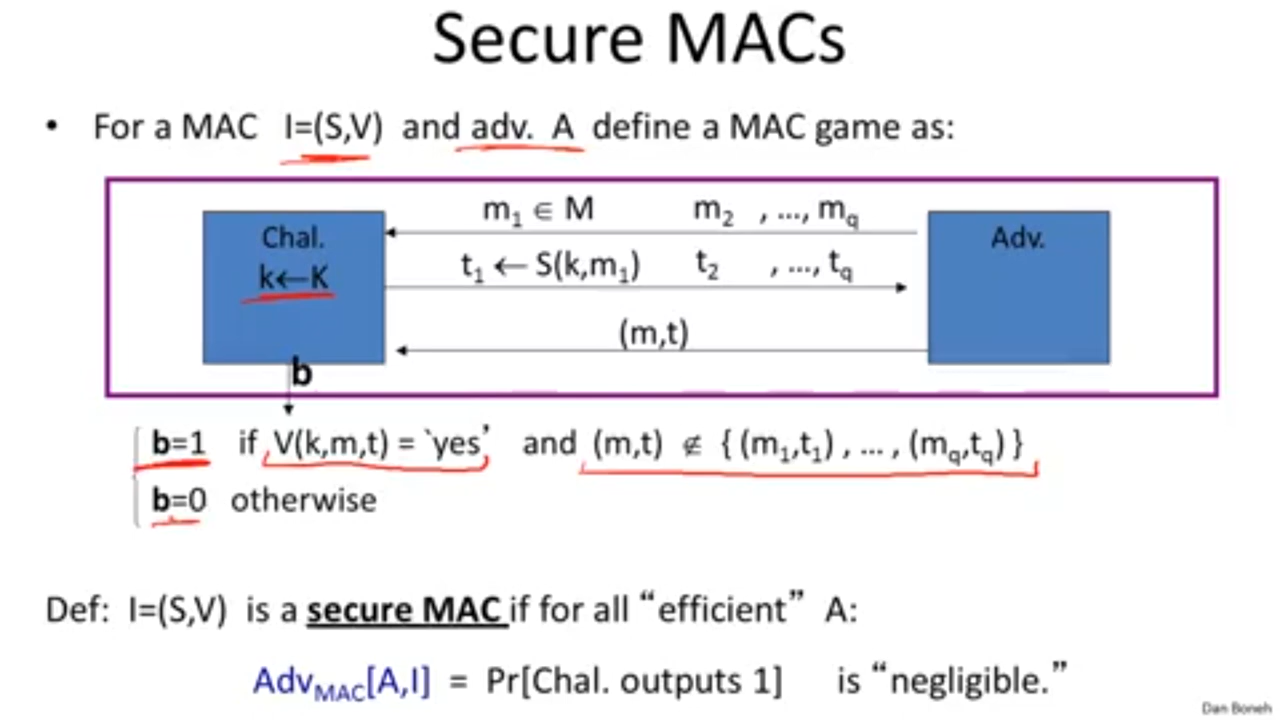 Secure MACs
• For a MAC I=(S,V) and adv. A define a MAC game as:
Chal.
k←K
m₁ ∈ M m₂ , …, m_q
t₁ ← S(k,m₁) t₂ , …, t_q
(m,t)
Adv.
b
b=1 if V(k,m,t) = `yes’ and (m,t) ∉ { (m₁,t₁) , … , (m_q,t_q) }
b=0 otherwise
Def: I=(S,V) is a secure MAC if for all “efficient” A:
Adv_MAC[A,I] = Pr[Chal. outputs 1] is “negligible.”
Dan Boneh